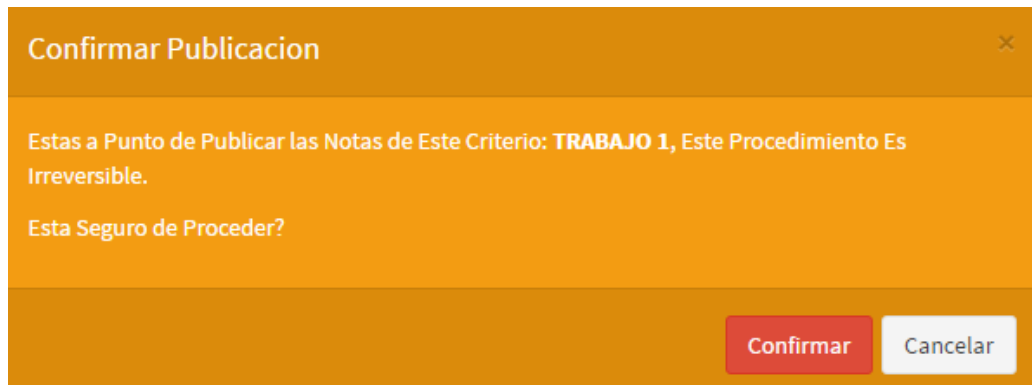 Confirmar Publicacion
×
Estas a Punto de Publicar las Notas de Este Criterio: TRABAJO 1, Este Procedimiento Es
Irreversible.
Esta Seguro de Proceder?
Confirmar
Cancelar